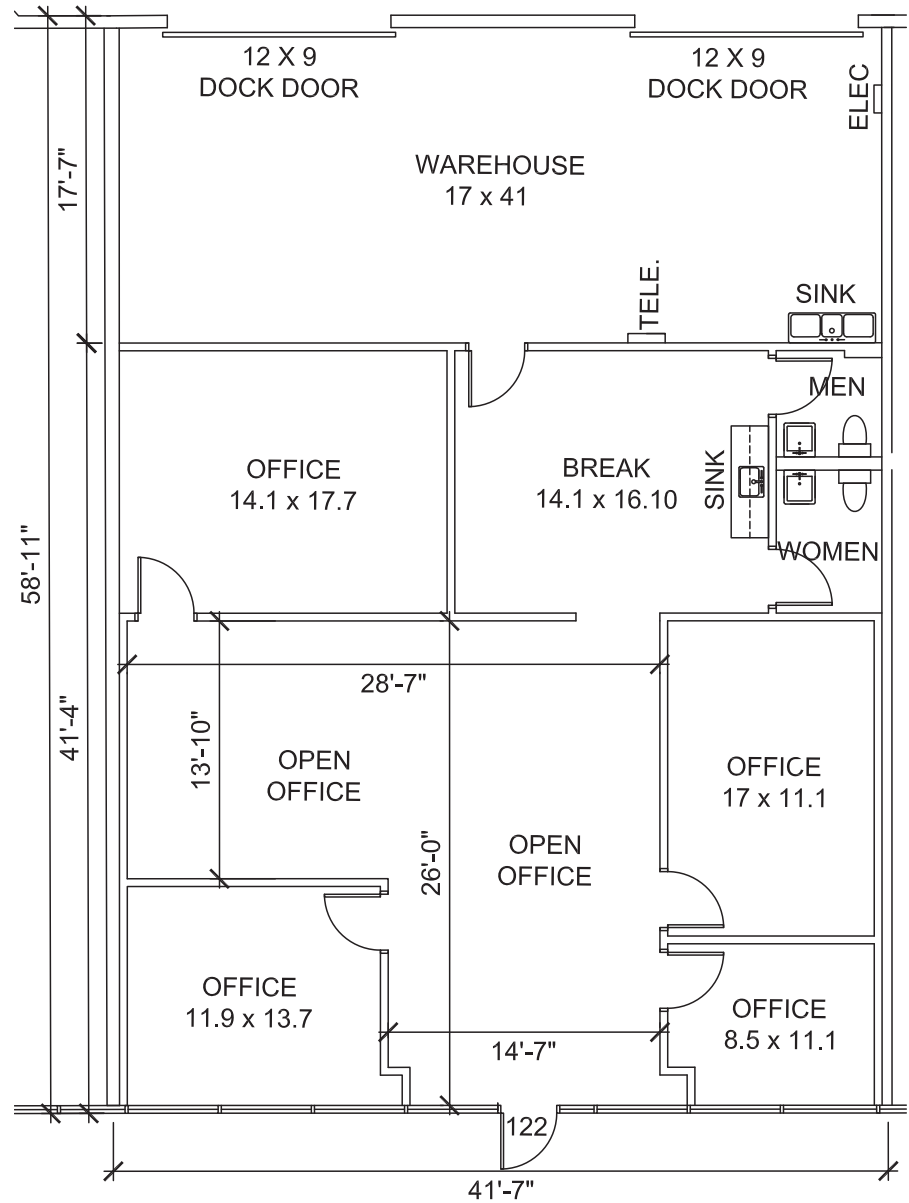 12 X 9
DOCK DOOR
12 X 9
DOCK DOOR
ELEC
WAREHOUSE
17 x 41
17'-7"
TELE.
SINK
MEN
OFFICE
14.1 x 17.7
BREAK
14.1 x 16.10
SINK
WOMEN
58'-11"
41'-4"
28'-7"
13'-10"
OPEN
OFFICE
26'-0"
OPEN
OFFICE
OFFICE
17 x 11.1
OFFICE
11.9 x 13.7
14'-7"
OFFICE
8.5 x 11.1
122
41'-7"